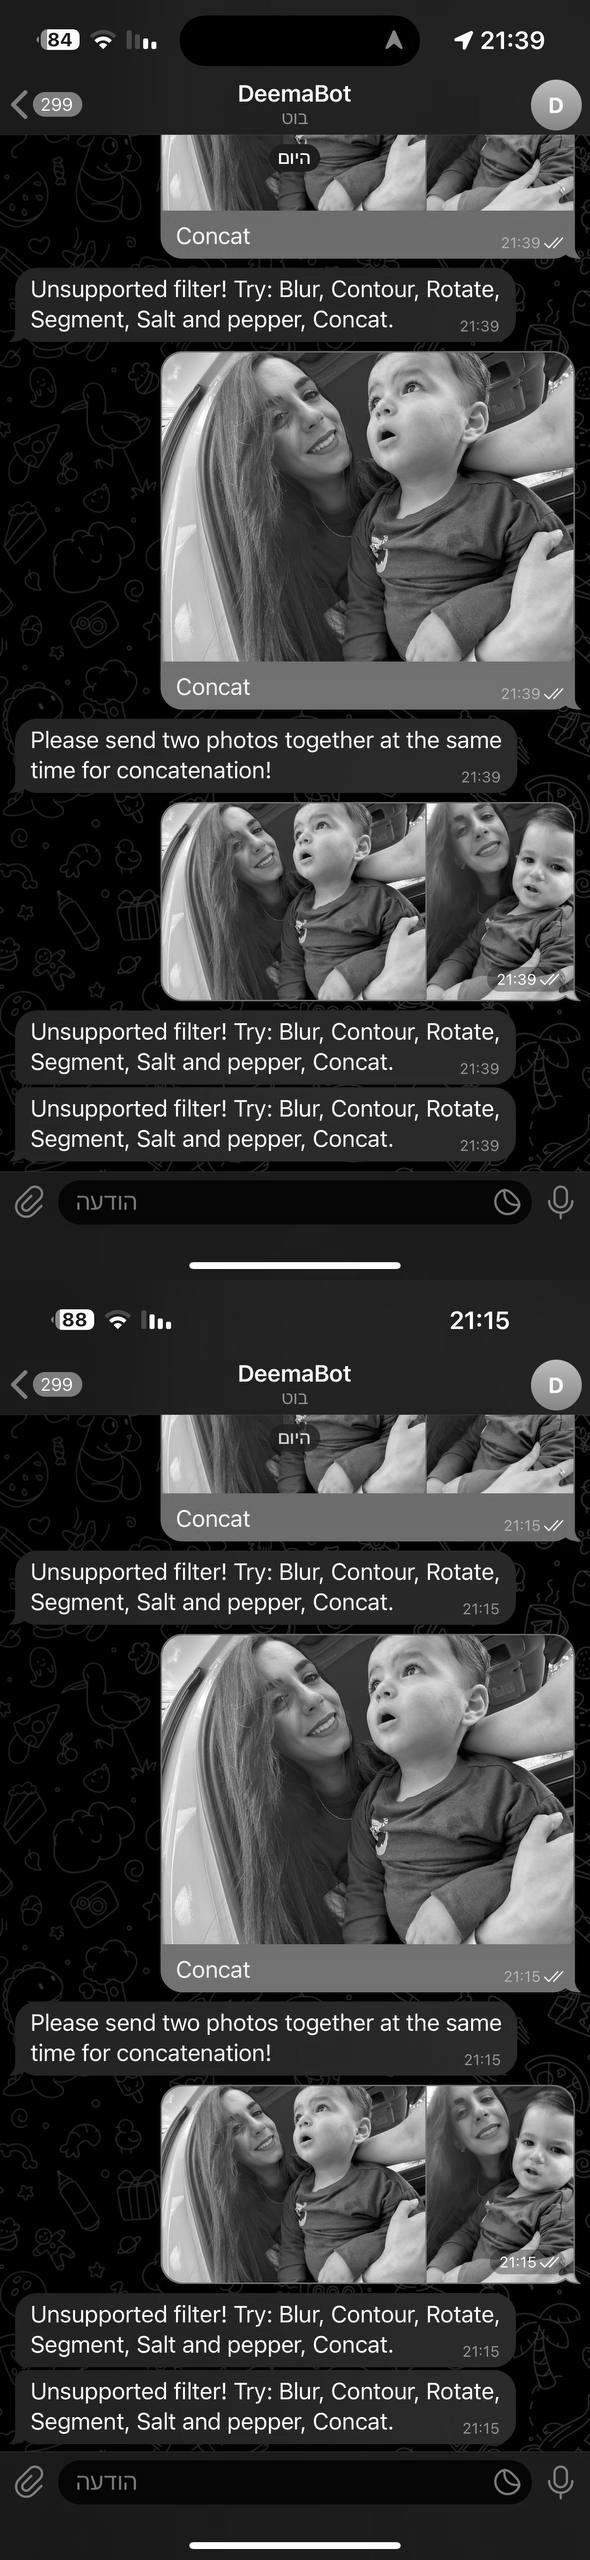 84
21:39
299
DeemaBot
בוט
D
היום
Concat
21:39
Unsupported filter! Try: Blur, Contour, Rotate,
Segment, Salt and pepper, Concat.
21:39
Concat
21:39
Please send two photos together at the same
time for concatenation!
21:39
21:39
Unsupported filter! Try: Blur, Contour, Rotate,
Segment, Salt and pepper, Concat.
21:39
Unsupported filter! Try: Blur, Contour, Rotate,
Segment, Salt and pepper, Concat.
21:39
הודעה
88
21:15
299
DeemaBot
בוט
D
היום
Concat
21:15
Unsupported filter! Try: Blur, Contour, Rotate,
Segment, Salt and pepper, Concat.
21:15
Concat
21:15
Please send two photos together at the same
time for concatenation!
21:15
21:15
Unsupported filter! Try: Blur, Contour, Rotate,
Segment, Salt and pepper, Concat.
21:15
Unsupported filter! Try: Blur, Contour, Rotate,
Segment, Salt and pepper, Concat.
21:15
הודעה